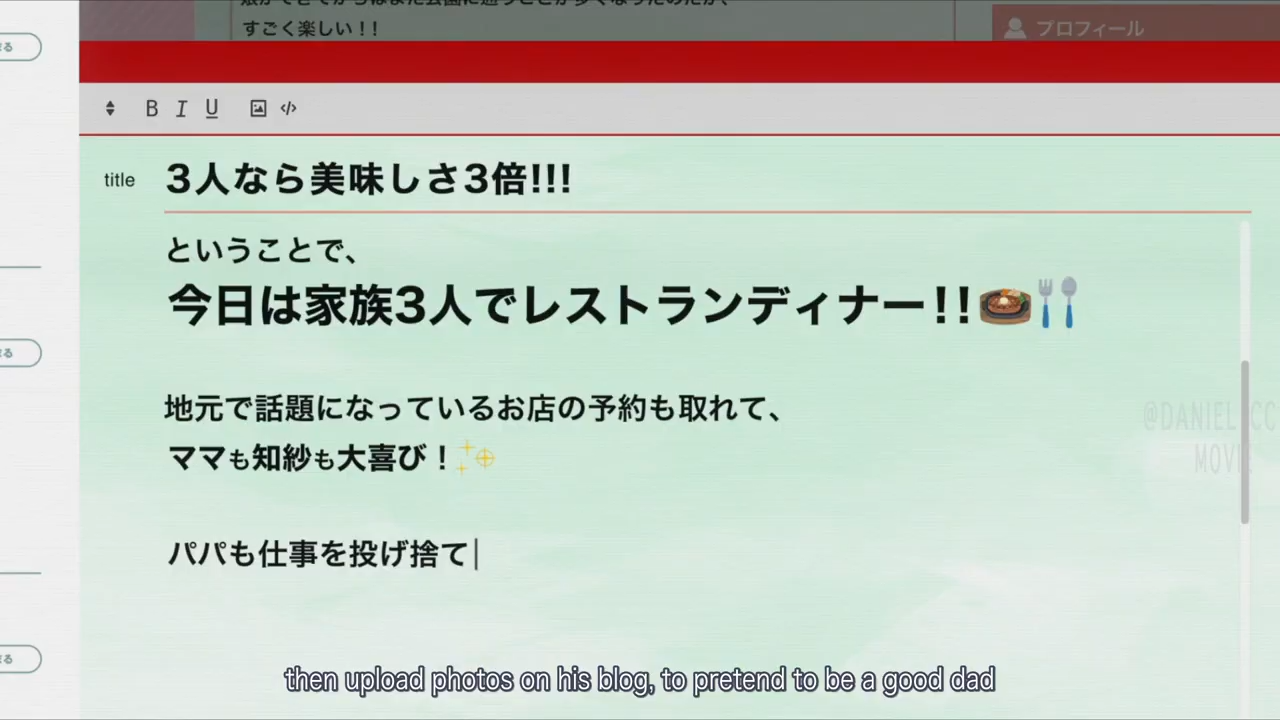 すごく楽しい！！
プロフィール
B I U
title 3人なら美味しさ3倍!!!
ということで、
今日は家族3人でレストランディナー!!
地元で話題になっているお店の予約も取れて、
ママも知紗も大喜び！
パパも仕事を投げ捨て
@DANIEL CC
MOVIE
then upload photos on his blog, to pretend to be a good dad